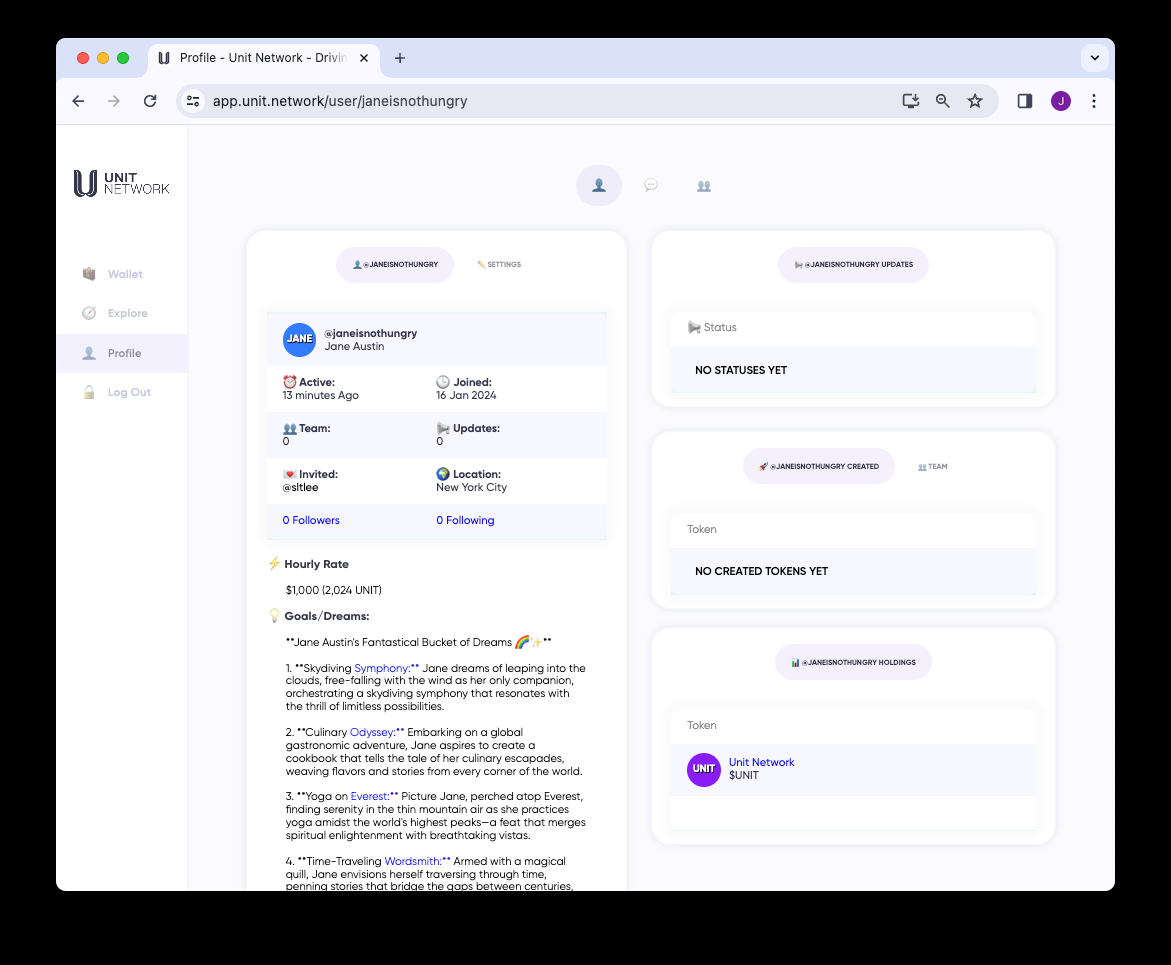 Profile - Unit Network - Drivin
app.unit.network/user/janeisnothungry
J
UNIT
NETWORK
Wallet
Explore
Profile
Log Out
@JANEISNOTHUNGRY
SETTINGS
JANE
@janeisnothungry
Jane Austin
Active:
13 minutes Ago
Joined:
16 Jan 2024
Team:
0
Updates:
0
Invited:
@sltlee
Location:
New York City
0 Followers
0 Following
Hourly Rate
$1,000 (2,024 UNIT)
Goals/Dreams:
**Jane Austin's Fantastical Bucket of Dreams 🌈✨**
1. **Skydiving Symphony:** Jane dreams of leaping into the
clouds, free-falling with the wind as her only companion,
orchestrating a skydiving symphony that resonates with
the thrill of limitless possibilities.
2. **Culinary Odyssey:** Embarking on a global
gastronomic adventure, Jane aspires to create a
cookbook that tells the tale of her culinary escapades,
weaving flavors and stories from every corner of the world.
3. **Yoga on Everest:** Picture Jane, perched atop Everest,
finding serenity in the thin mountain air as she practices
yoga amidst the world's highest peaks—a feat that merges
spiritual enlightenment with breathtaking vistas.
4. **Time-Traveling Wordsmith:** Armed with a magical
quill, Jane envisions herself traversing through time,
penning stories that bridge the gaps between centuries,
@JANEISNOTHUNGRY UPDATES
Status
NO STATUSES YET
@JANEISNOTHUNGRY CREATED
TEAM
Token
NO CREATED TOKENS YET
@JANEISNOTHUNGRY HOLDINGS
Token
UNIT
Unit Network
$UNIT